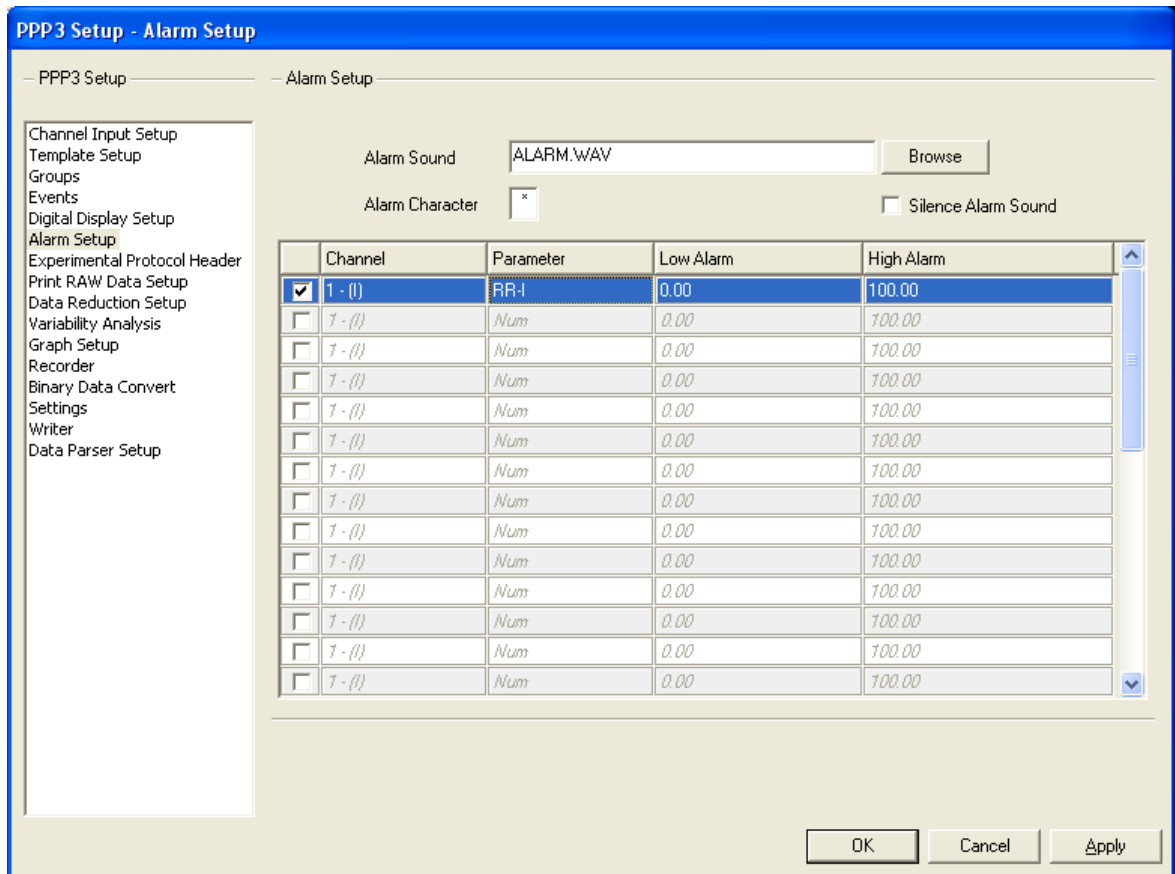 PPP3 Setup - Alarm Setup
PPP3 Setup
Channel Input Setup
Template Setup
Groups
Events
Digital Display Setup
Alarm Setup
Experimental Protocol Header
Print RAW Data Setup
Data Reduction Setup
Variability Analysis
Graph Setup
Recorder
Binary Data Convert
Settings
Writer
Data Parser Setup
Alarm Setup
Alarm Sound ALARM.WAV Browse
Alarm Character * Silence Alarm Sound
Channel Parameter Low Alarm High Alarm
1 - (I) RR-I 0.00 100.00
1 - (I) Num 0.00 100.00
1 - (I) Num 0.00 100.00
1 - (I) Num 0.00 100.00
1 - (I) Num 0.00 100.00
1 - (I) Num 0.00 100.00
1 - (I) Num 0.00 100.00
1 - (I) Num 0.00 100.00
1 - (I) Num 0.00 100.00
1 - (I) Num 0.00 100.00
1 - (I) Num 0.00 100.00
1 - (I) Num 0.00 100.00
1 - (I) Num 0.00 100.00
1 - (I) Num 0.00 100.00
OK Cancel Apply